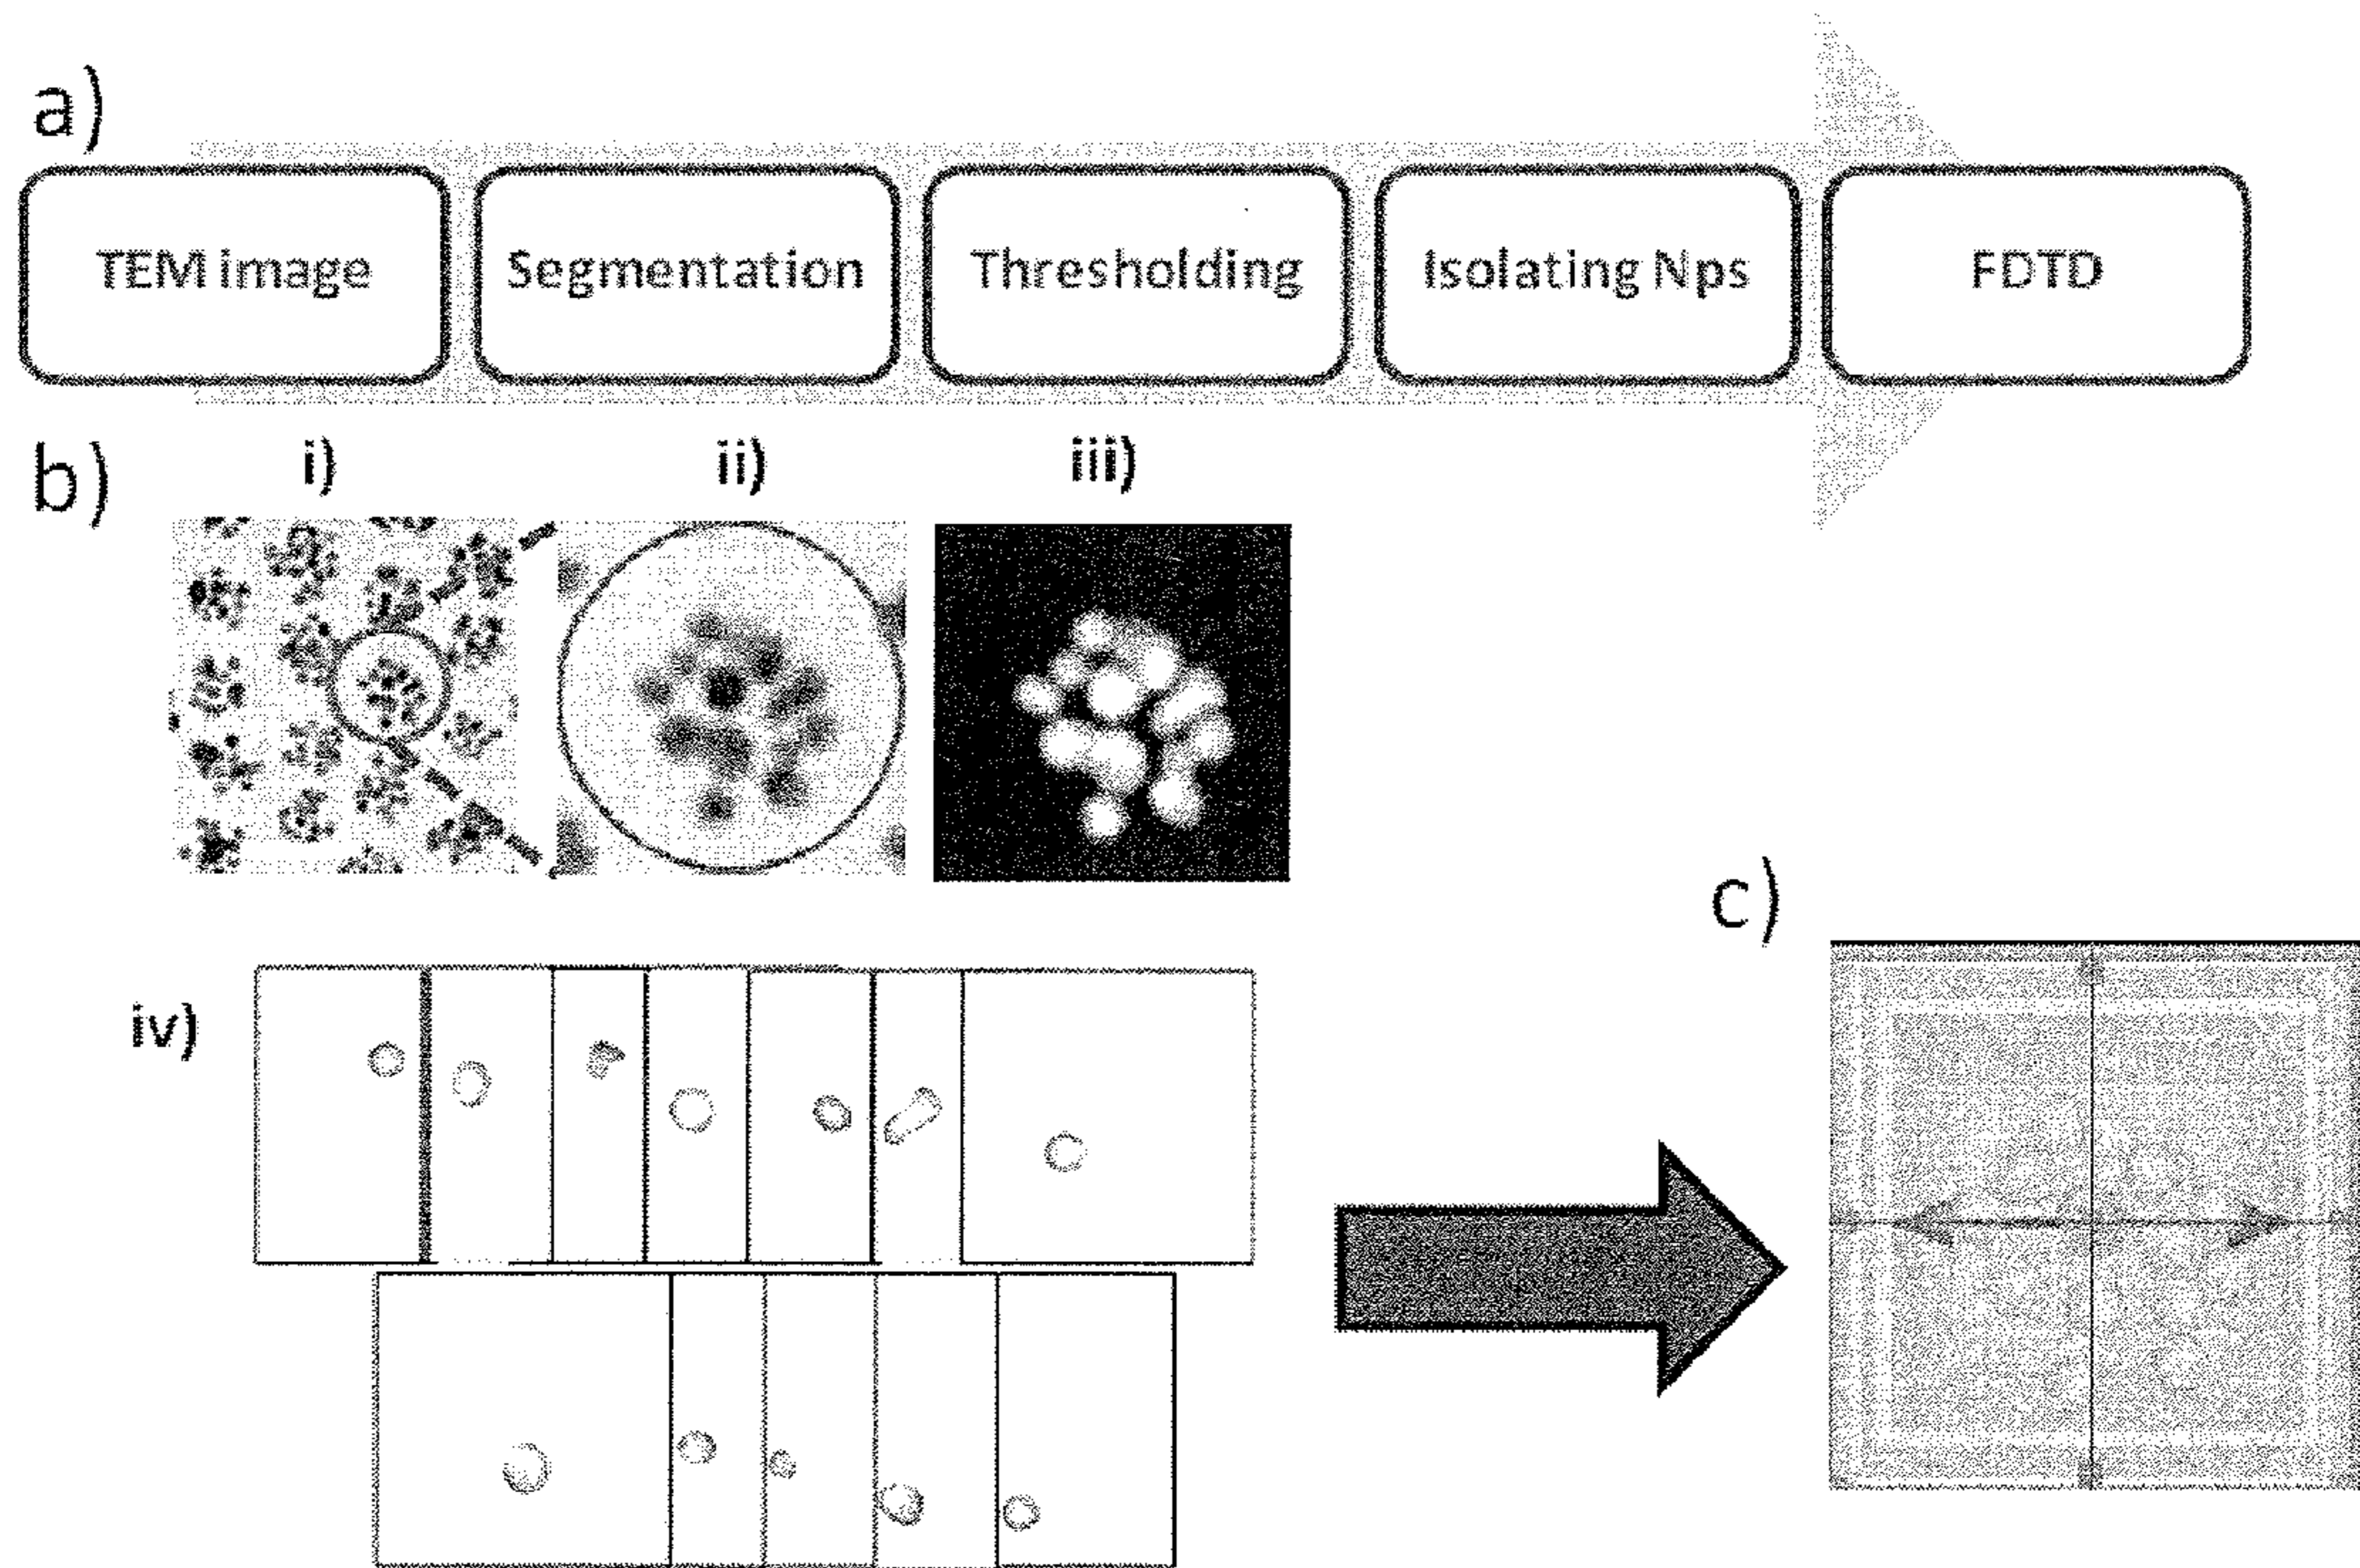 a)
TEM image
Segmentation
Thresholding
Isolating Nps
FDTD
b)
i)
ii)
iii)
c)
iv)